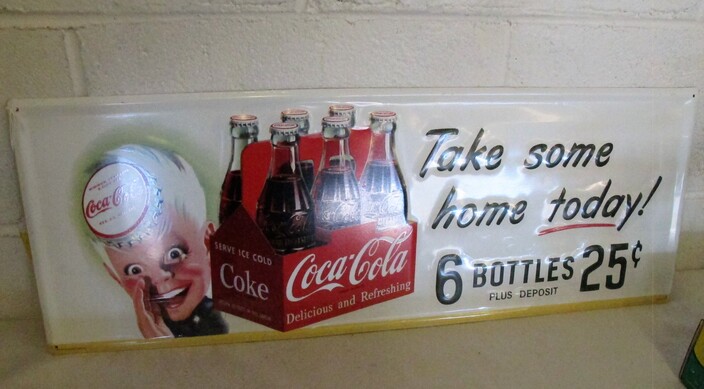 Coca-Cola
SERVE ICE COLD
Coke
Coca-Cola
Delicious and Refreshing
Take some
home today!
6 BOTTLES 25¢
PLUS DEPOSIT